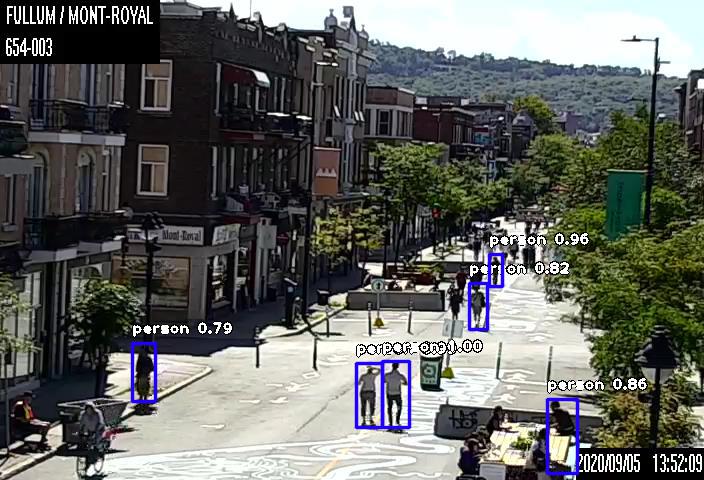 FULLUM / MONT-ROYAL
654-003
Mont-Royal
person 0.96
person 0.82
person 0.79
person 0.86
2020/09/05 13:52:09